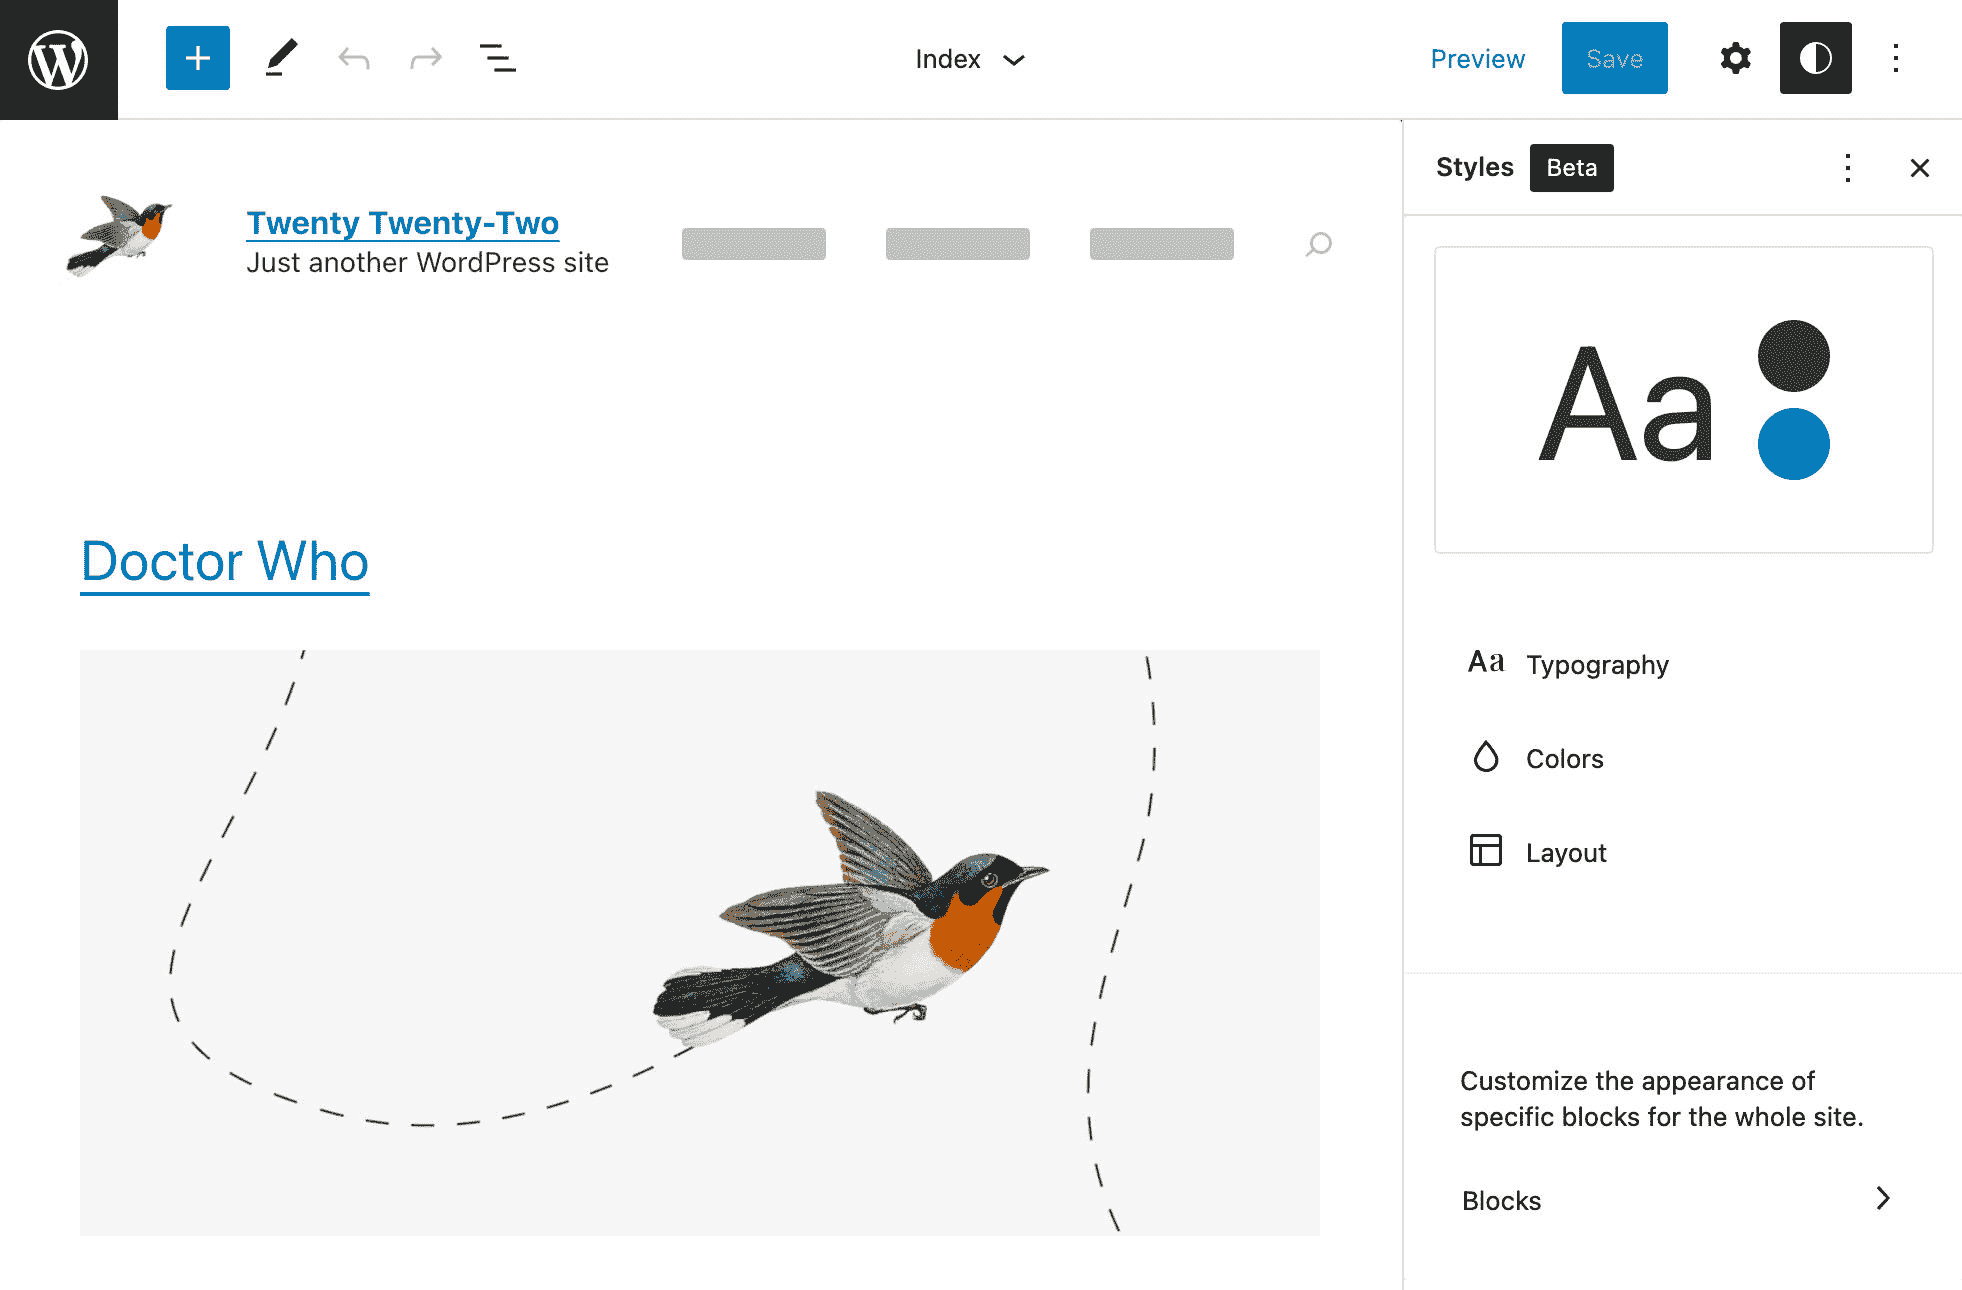 Index
Preview
Save
Styles
Beta
Twenty Twenty-Two
Just another WordPress site
Aa
Doctor Who
Aa Typography
Colors
Layout
Customize the appearance of
specific blocks for the whole site.
Blocks